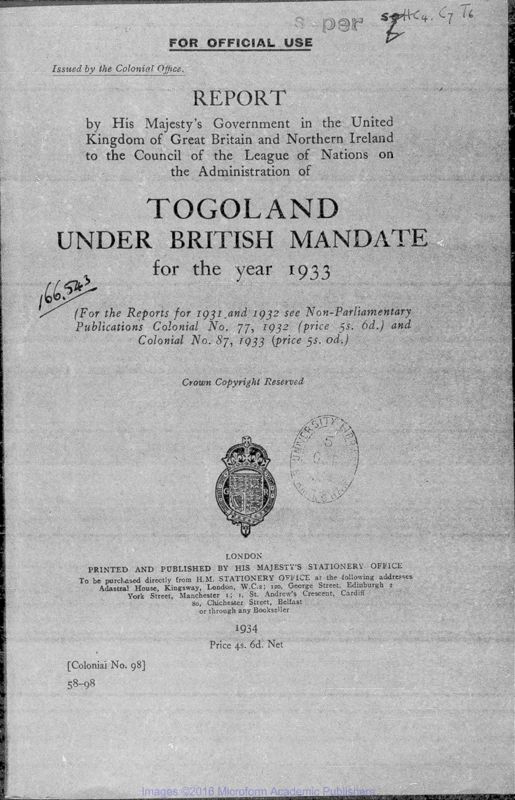 S per
C7 T6
FOR OFFICIAL USE
Issued by the Colonial Office.
REPORT
by His Majesty's Government in the United
Kingdom of Great Britain and Northern Ireland
to the Council of the League of Nations on
the Administration of
TOGOLAND
UNDER BRITISH MANDATE
for the year 1933
166,543
(For the Reports for 1931 and 1932 see Non-Parliamentary
Publications Colonial No. 77, 1932 (price 5s. 6d.) and
Colonial No. 87, 1933 (price 5s. 0d.)
Crown Copyright Reserved
UNIVERSITY
5
LONDON
PRINTED AND PUBLISHED BY HIS MAJESTY'S STATIONERY OFFICE
To be purchased directly from H.M. STATIONERY OFFICE at the following addresses
Adastral House, Kingsway, London, W.C.2; 120, George Street, Edinburgh 2
York Street, Manchester 1; 1, St. Andrew's Crescent, Cardiff
80, Chichester Street, Belfast
or through any Bookseller
1934
Price 4s. 6d. Net
[Colonial No. 98]
58-98
Images ©2016 Microform Academic Publishers